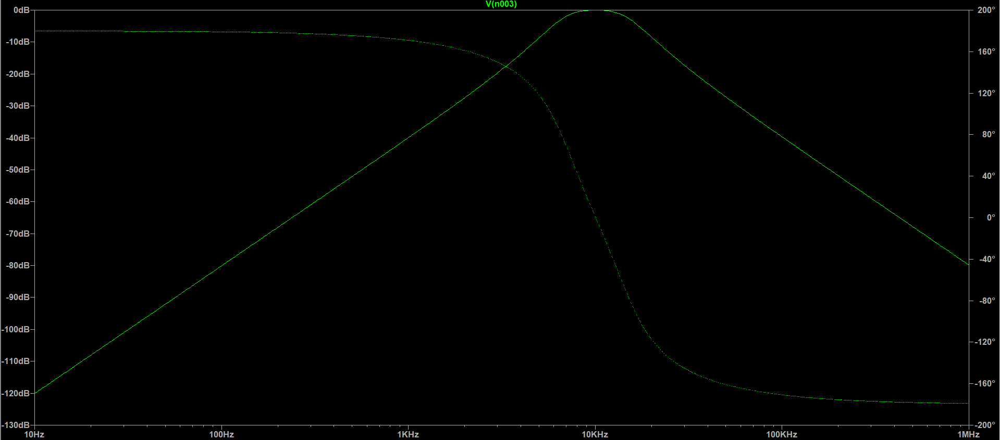 V(n003)
0dB
-10dB
-20dB
-30dB
-40dB
-50dB
-60dB
-70dB
-80dB
-90dB
-100dB
-110dB
-120dB
-130dB
200°
160°
120°
80°
40°
0°
-40°
-80°
-120°
-160°
-200°
10Hz 100Hz 1KHz 10KHz 100KHz 1MHz